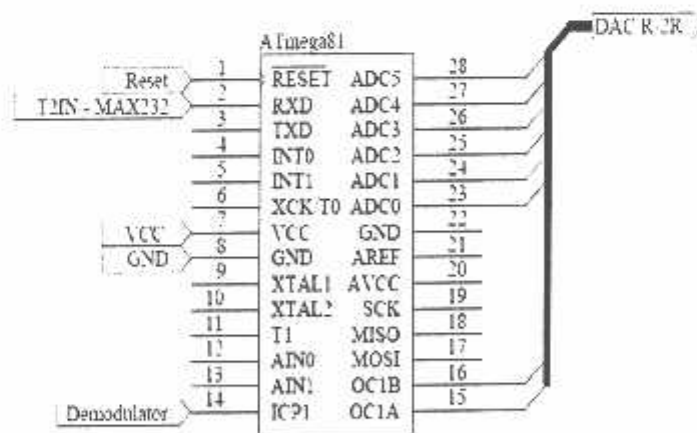 DAC R-2R
ATmega81
Reset 1 RESET ADC5 28
T2IN - MAX232 2 RXD ADC4 27
3 TXD ADC3 26
4 INT0 ADC2 25
5 INT1 ADC1 24
6 XCK/T0 ADC0 23
VCC 7 VCC GND 22
GND 8 GND AREF 21
9 XTAL1 AVCC 20
10 XTAL2 SCK 19
11 T1 MISO 18
12 AIN0 MOSI 17
13 AIN1 OC1B 16
Demodulator 14 ICP1 OC1A 15